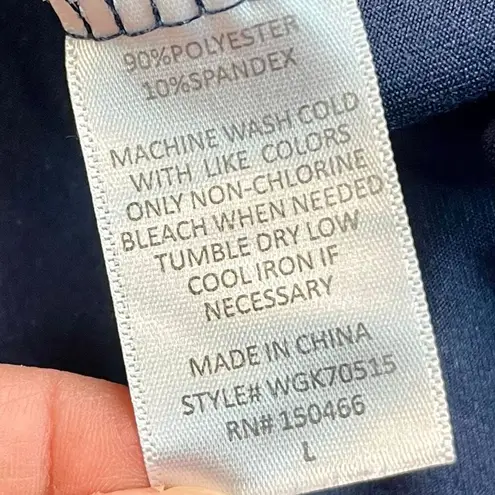 90%POLYESTER
10%SPANDEX
MACHINE WASH COLD
WITH LIKE COLORS
ONLY NON-CHLORINE
BLEACH WHEN NEEDED
TUMBLE DRY LOW
COOL IRON IF
NECESSARY
MADE IN CHINA
STYLE# WGK70515
RN# 150466
L